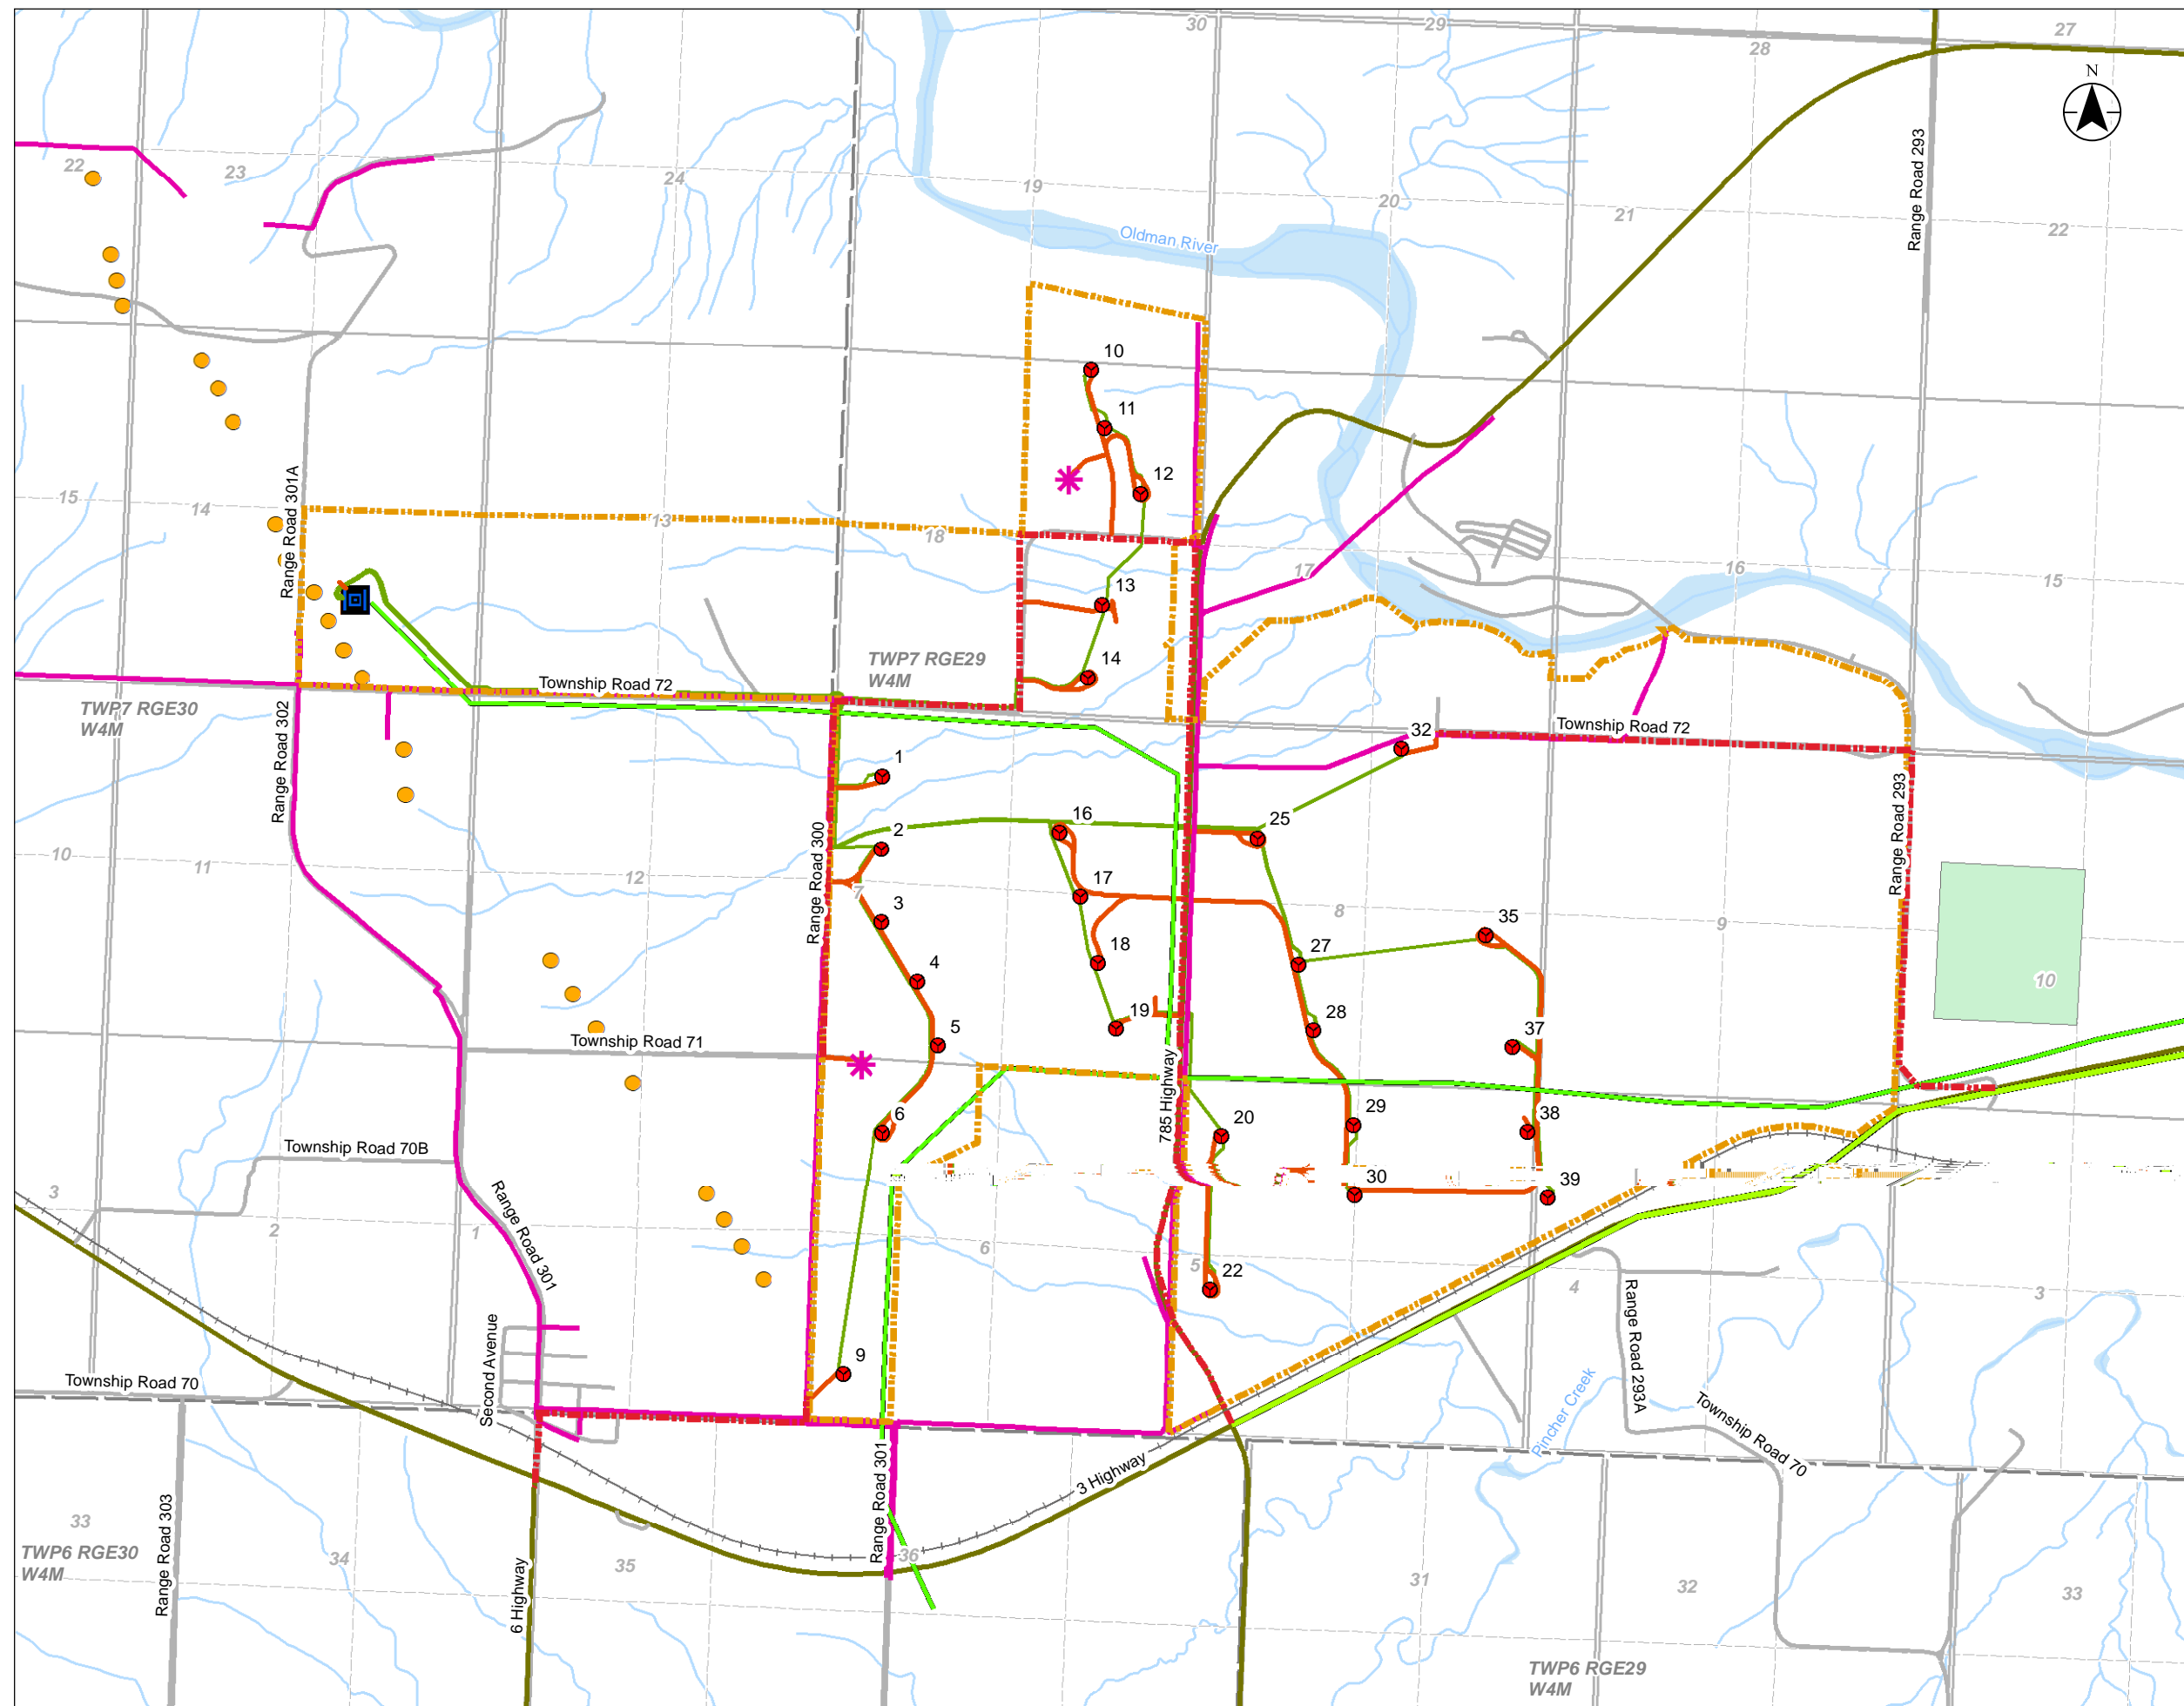 30
29
28
27
N
22
23
24
19
20
21
22
Range Road 293
Oldman River
10
11
12
15
14
13
18
17
16
15
Range Road 301A
13
14
TWP7 RGE29
W4M
Township Road 72
TWP7 RGE30
W4M
Range Road 302
32
Township Road 72
1
2
16
25
Range Road 300
Range Road 293
10
11
12
7
3
17
8
9
35
4
18
27
10
5
19
28
37
Township Road 71
785 Highway
6
20
29
38
Township Road 70B
30
39
3
2
1
Range Road 301
6
5
22
4
3
Range Road 293A
Second Avenue
9
Township Road 70
Pincher Creek
Township Road 70
3 Highway
Range Road 303
Range Road 301
33
TWP6 RGE30
W4M
34
35
36
31
32
33
6 Highway
TWP6 RGE29
W4M